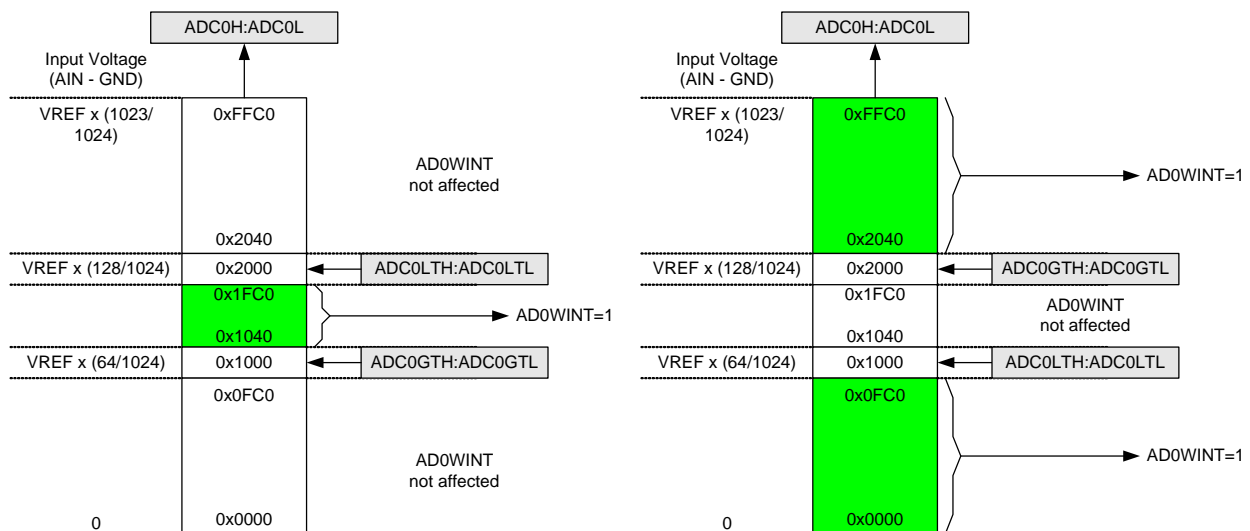 ADC0H:ADC0L
Input Voltage
(AIN - GND)
VREF x (1023/
1024)
0xFFC0
AD0WINT
not affected
0x2040
VREF x (128/1024)
0x2000
ADC0LTH:ADC0LTL
0x1FC0
AD0WINT=1
0x1040
VREF x (64/1024)
0x1000
ADC0GTH:ADC0GTL
0x0FC0
AD0WINT
not affected
0
0x0000
ADC0H:ADC0L
Input Voltage
(AIN - GND)
VREF x (1023/
1024)
0xFFC0
AD0WINT=1
0x2040
VREF x (128/1024)
0x2000
ADC0GTH:ADC0GTL
0x1FC0
AD0WINT
not affected
0x1040
VREF x (64/1024)
0x1000
ADC0LTH:ADC0LTL
0x0FC0
AD0WINT=1
0
0x0000